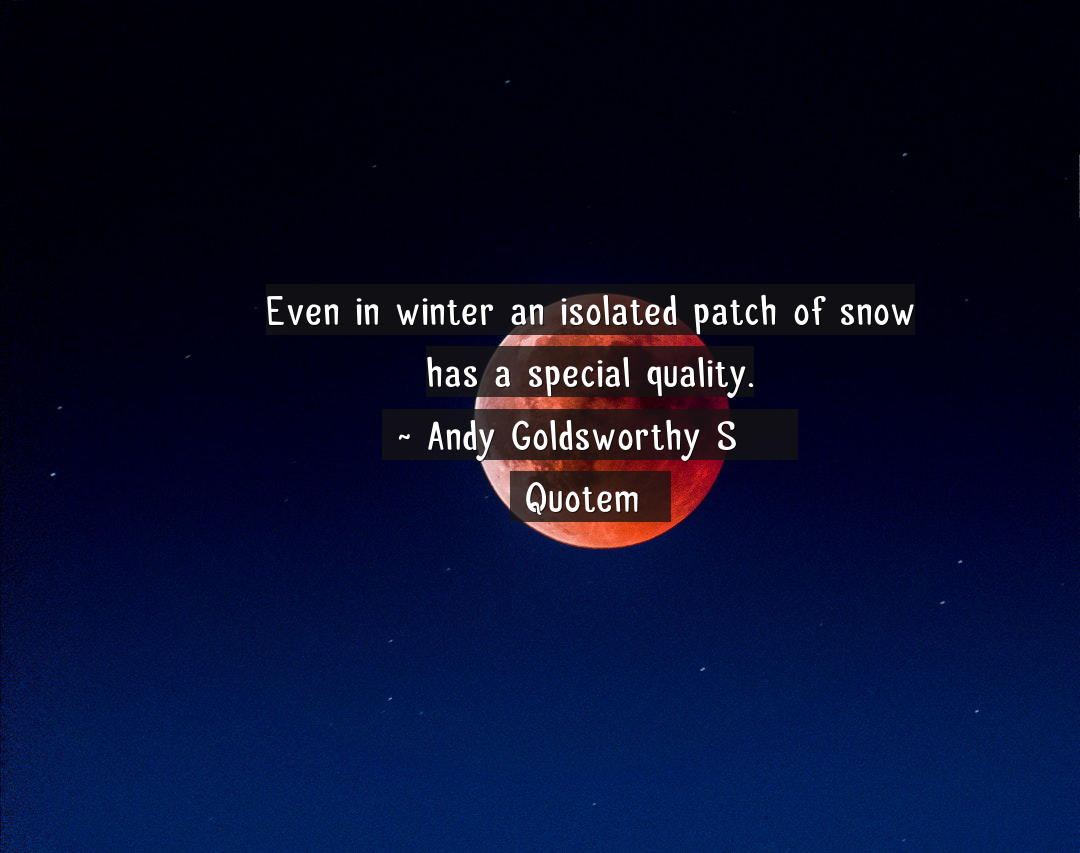 Even in winter an isolated patch of snow
has a special quality.
~ Andy Goldsworthy S
Quotem